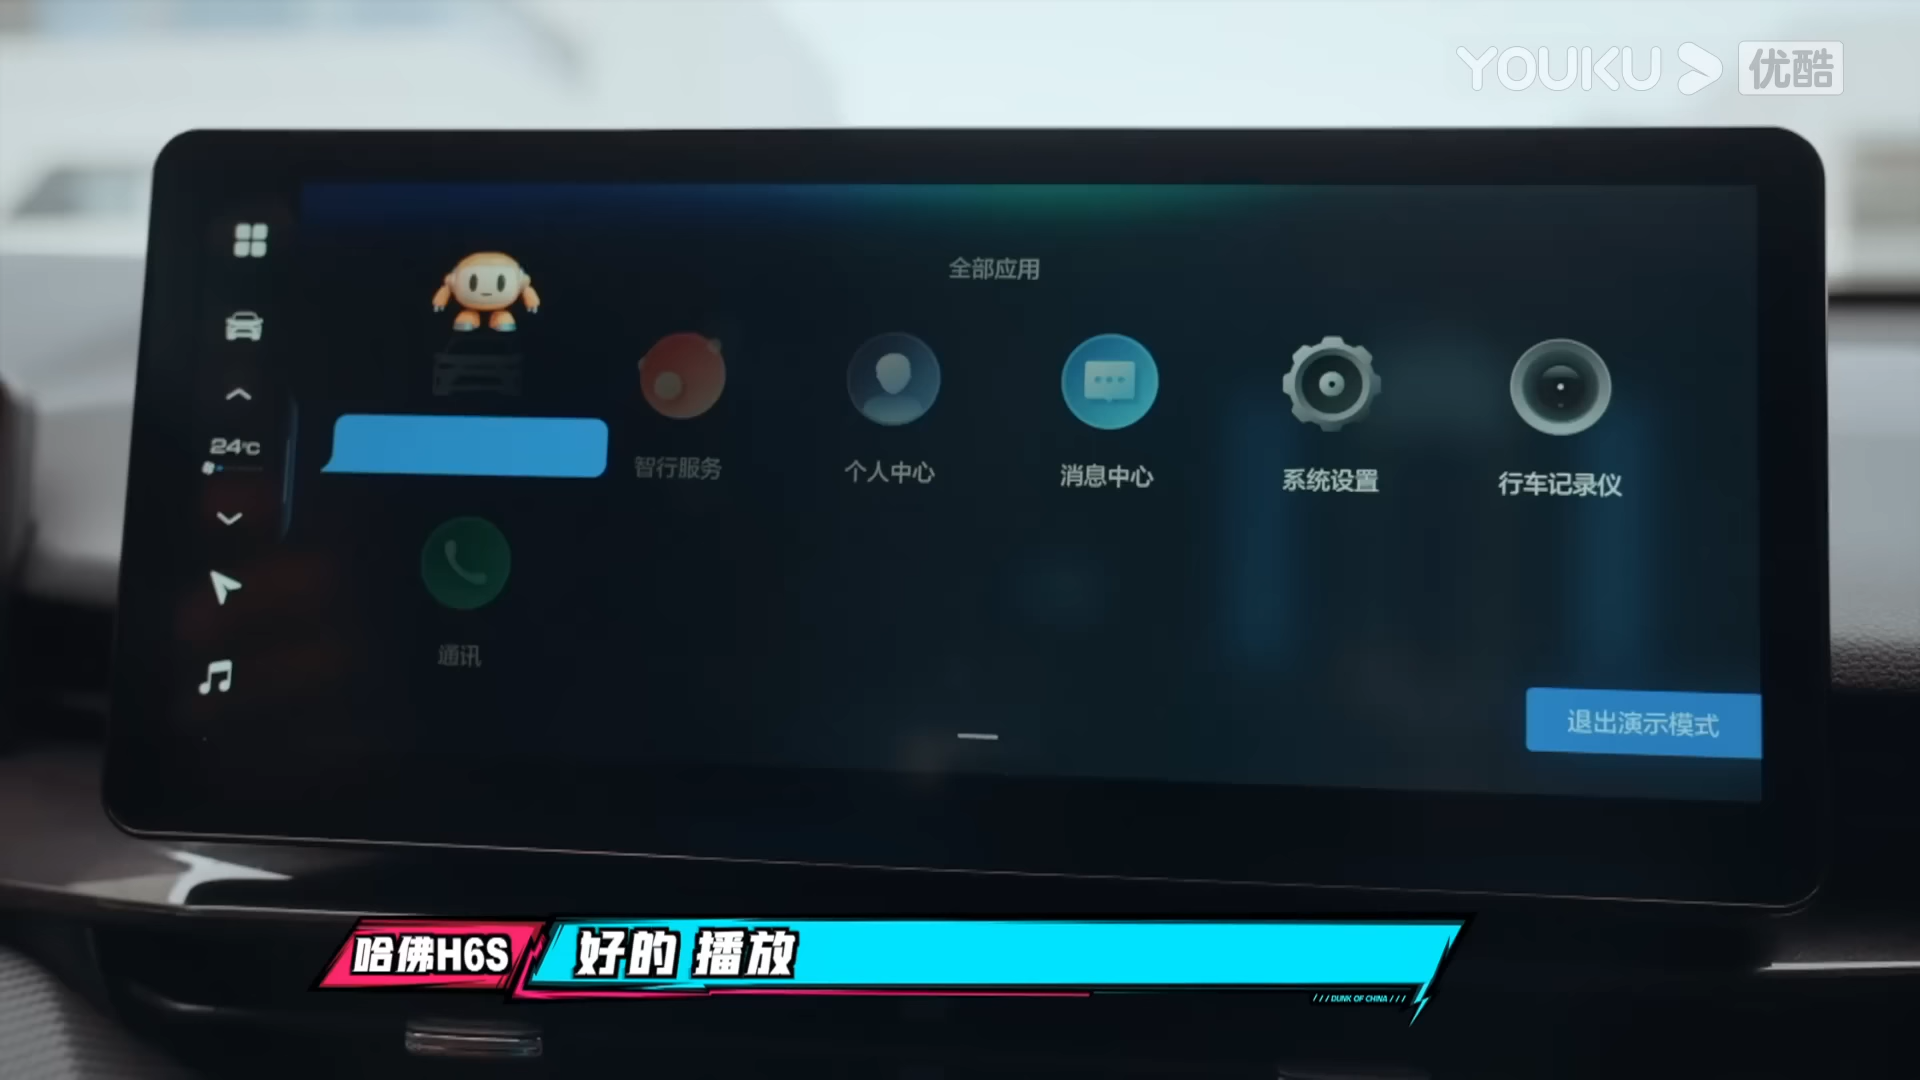 YOUKU 优酷
全部应用
24°C
智行服务
个人中心
消息中心
系统设置
行车记录仪
通讯
退出演示模式
哈佛H6S
好的 播放
///DUNK OF CHINA///